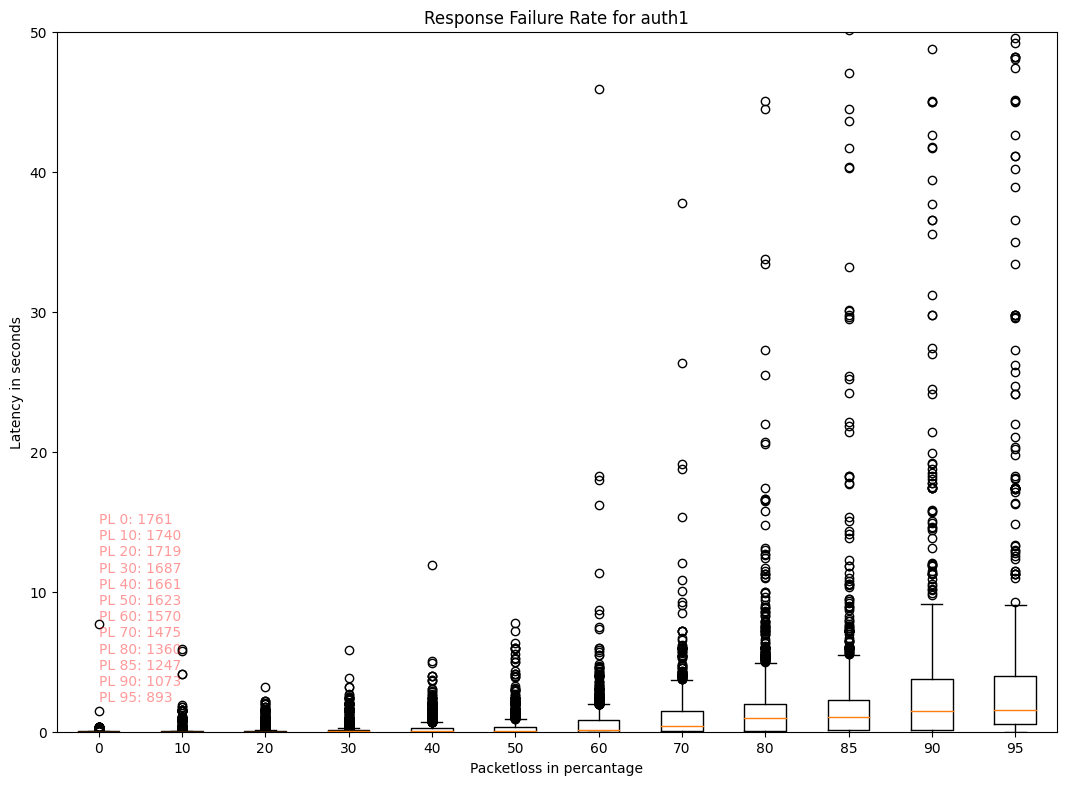 Response Failure Rate for auth1
50
40
30
20
10
0
Latency in seconds
PL 0: 1761
PL 10: 1740
PL 20: 1719
PL 30: 1687
PL 40: 1661
PL 50: 1623
PL 60: 1570
PL 70: 1475
PL 80: 1360
PL 85: 1247
PL 90: 1073
PL 95: 893
0 10 20 30 40 50 60 70 80 85 90 95
Packetloss in percantage